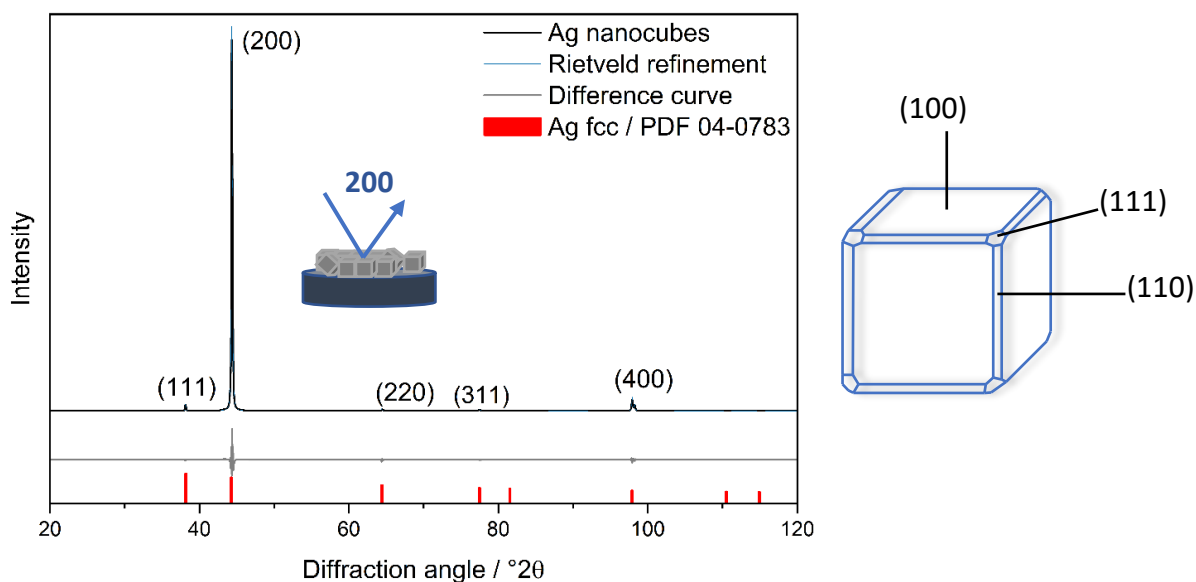 (200)
Ag nanocubes
Rietveld refinement
Difference curve
Ag fcc / PDF 04-0783
200
(111)
(220)
(311)
(400)
Intensity
20
40
60
80
100
120
Diffraction angle / °2θ
(100)
(111)
(110)